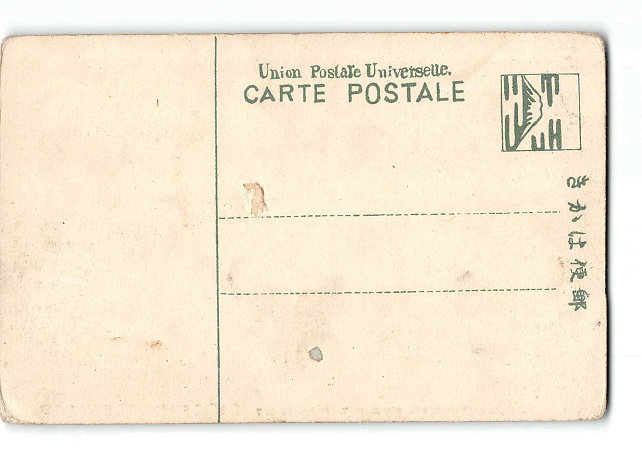 Union Postale Universelle.
CARTE POSTALE
郵便はかき